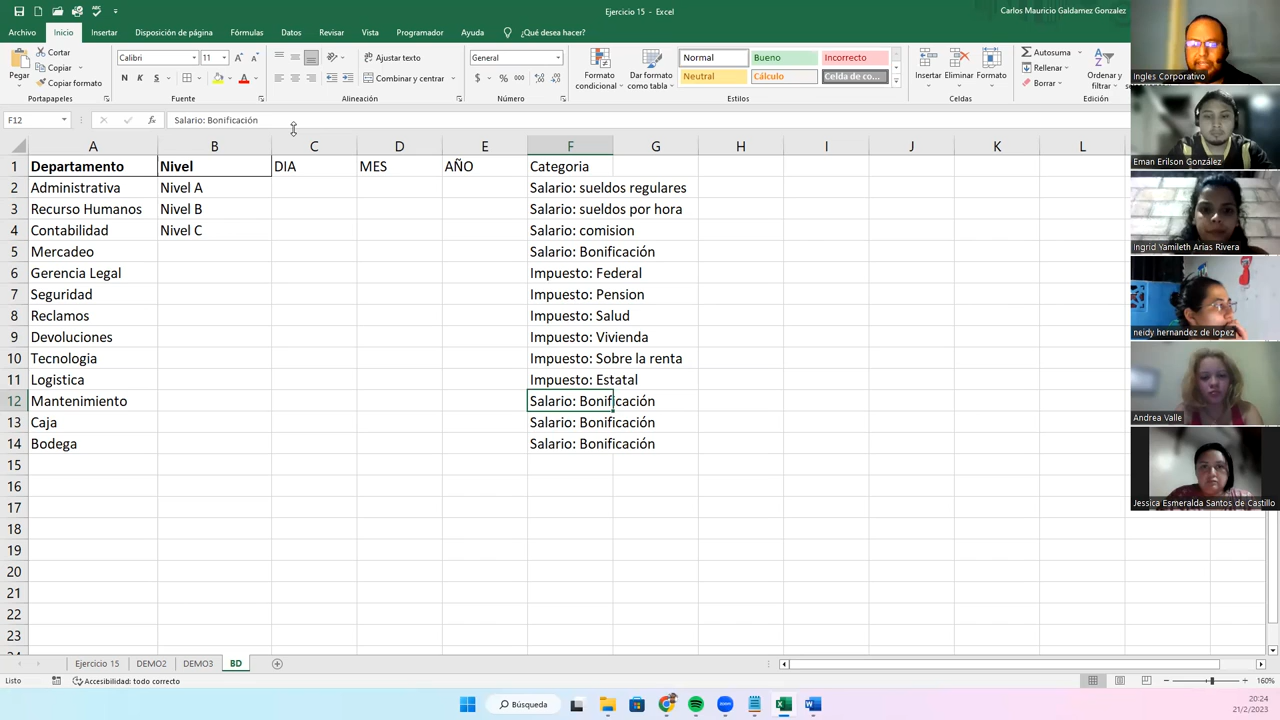 Ejercicio 15 - Excel
Carlos Mauricio Galdamez Gonzalez
Archivo Inicio Insertar Disposición de página Fórmulas Datos Revisar Vista Programador Ayuda ¿Qué desea hacer?
Pegar
Cortar
Copiar
Copiar formato
Portapapeles
Calibri 11
N K S
Fuente
Ajustar texto
Combinar y centrar
Alineación
General
Número
Formato condicional
Dar formato como tabla
Normal Bueno Incorrecto
Neutral Cálculo Celda de co...
Estilos
Insertar Eliminar Formato
Celdas
Autosuma
Rellenar
Borrar
Ordenar y filtrar
Edición
F12 fx Salario: Bonificación
A B C D E F G H I J K L
1 Departamento Nivel DIA MES AÑO Categoria
2 Administrativa Nivel A Salario: sueldos regulares
3 Recurso Humanos Nivel B Salario: sueldos por hora
4 Contabilidad Nivel C Salario: comision
5 Mercadeo Salario: Bonificación
6 Gerencia Legal Impuesto: Federal
7 Seguridad Impuesto: Pension
8 Reclamos Impuesto: Salud
9 Devoluciones Impuesto: Vivienda
10 Tecnologia Impuesto: Sobre la renta
11 Logistica Impuesto: Estatal
12 Mantenimiento Salario: Bonificación
13 Caja Salario: Bonificación
14 Bodega Salario: Bonificación
15
16
17
18
19
20
21
22
23
Ejercicio 15 DEMO2 DEMO3 BD
Listo Accesibilidad: todo correcto 160%
Búsqueda
20:24
21/2/2023
Ingles Corporativo
Eman Erilson González
Ingrid Yamileth Arias Rivera
neidy hernandez de lopez
Andrea Valle
Jessica Esmeralda Santos de Castillo